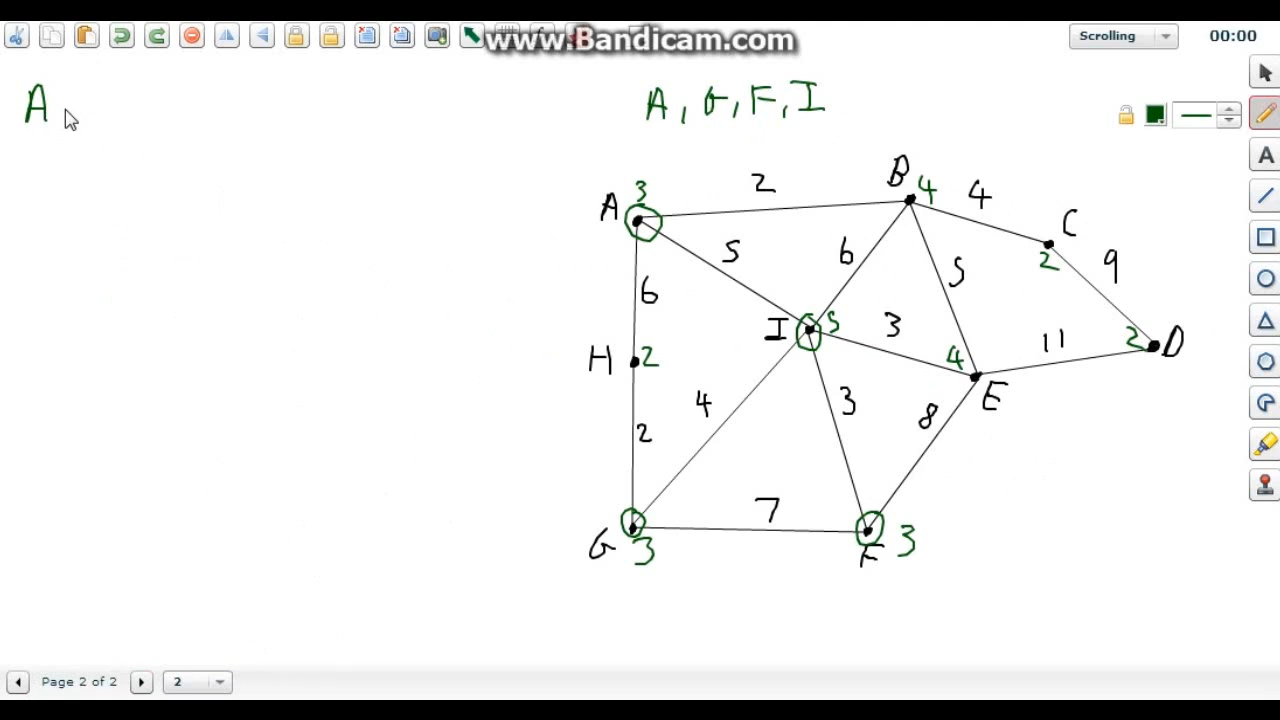 www.Bandicam.com
Scrolling 00:00
A
A, G, F, I
A
B
A 3 2 B 4 4
C
2 9
5 6 5
6
I 5 3
H 2 4 11 2 D
E
4 3 8
2
7
G 3 F 3
Page 2 of 2 2